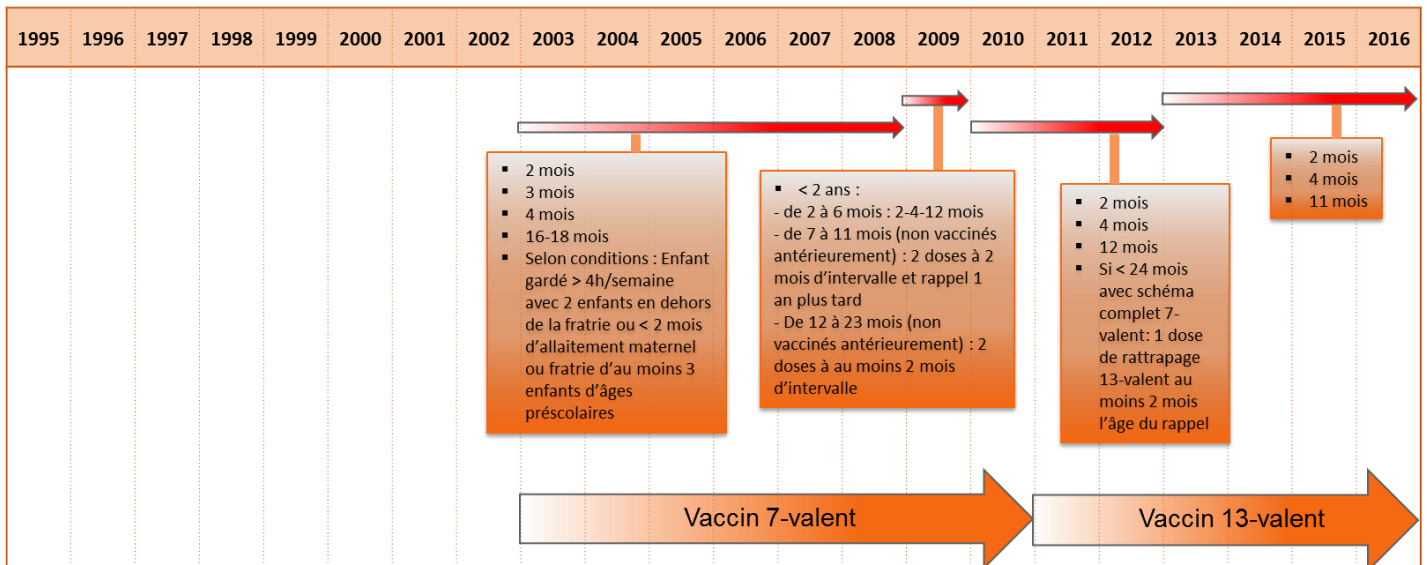 1995 1996 1997 1998 1999 2000 2001 2002 2003 2004 2005 2006 2007 2008 2009 2010 2011 2012 2013 2014 2015 2016
▪ 2 mois
▪ 3 mois
▪ 4 mois
▪ 16-18 mois
▪ Selon conditions : Enfant
gardé > 4h/semaine
avec 2 enfants en dehors
de la fratrie ou < 2 mois
d’allaitement maternel
ou fratrie d’au moins 3
enfants d’âges
préscolaires
▪ < 2 ans :
- de 2 à 6 mois : 2-4-12 mois
- de 7 à 11 mois (non vaccinés
antérieurement) : 2 doses à 2
mois d’intervalle et rappel 1
an plus tard
- De 12 à 23 mois (non
vaccinés antérieurement) : 2
doses à au moins 2 mois
d’intervalle
▪ 2 mois
▪ 4 mois
▪ 12 mois
▪ Si < 24 mois
avec schéma
complet 7-
valent: 1 dose
de rattrapage
13-valent au
moins 2 mois
l’âge du rappel
▪ 2 mois
▪ 4 mois
▪ 11 mois
Vaccin 7-valent
Vaccin 13-valent